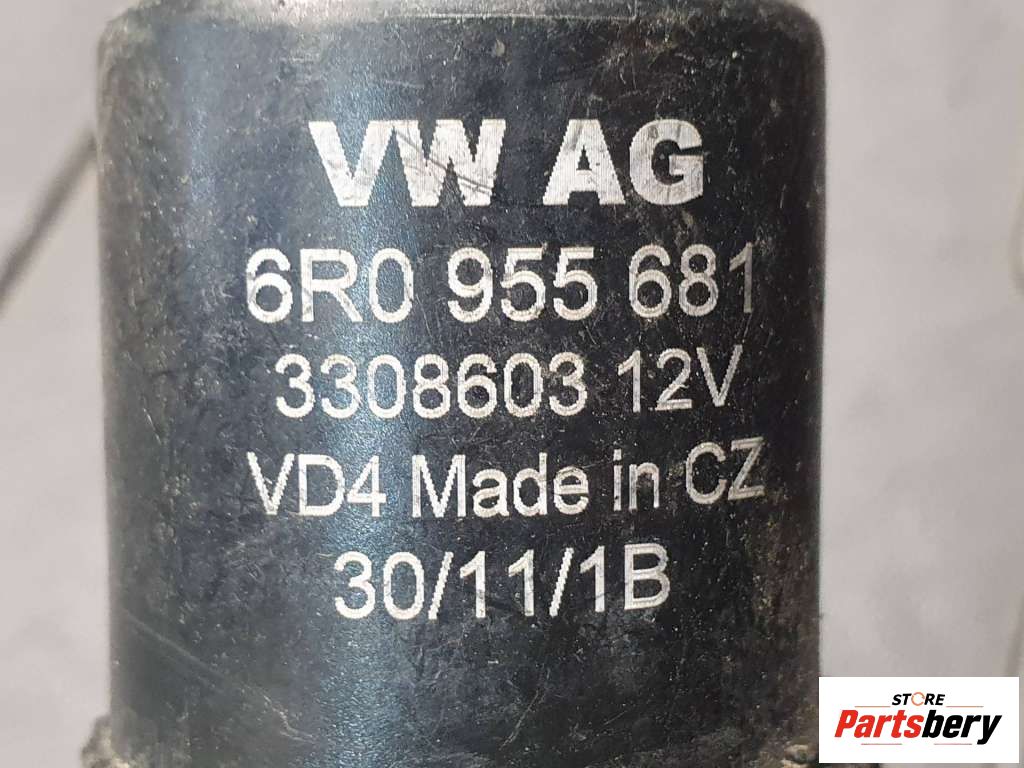 VW AG
6R0 955 681
3308603 12V
VD4 Made in CZ
30/11/1B
STORE
Partsbery